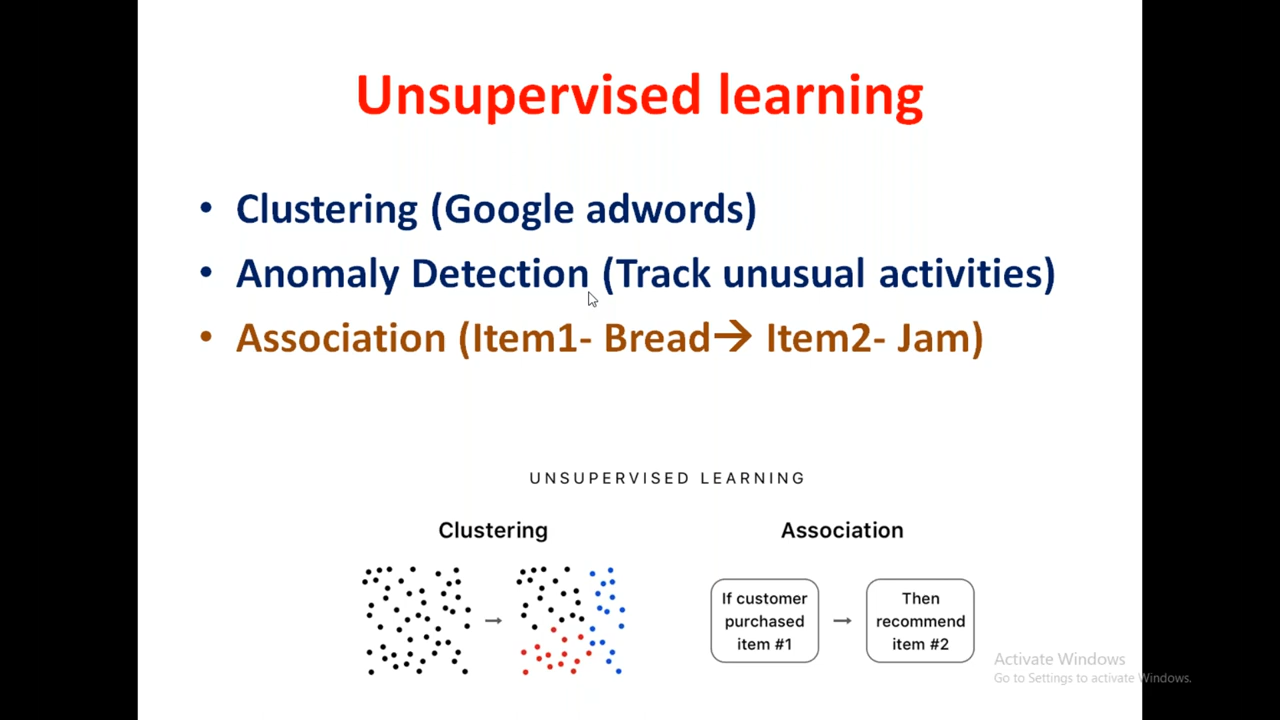 Unsupervised learning
• Clustering (Google adwords)
• Anomaly Detection (Track unusual activities)
• Association (Item1- Bread→ Item2- Jam)
UNSUPERVISED LEARNING
Clustering
Association
If customer
purchased
item #1
Then
recommend
item #2
Activate Windows
Go to Settings to activate Windows.